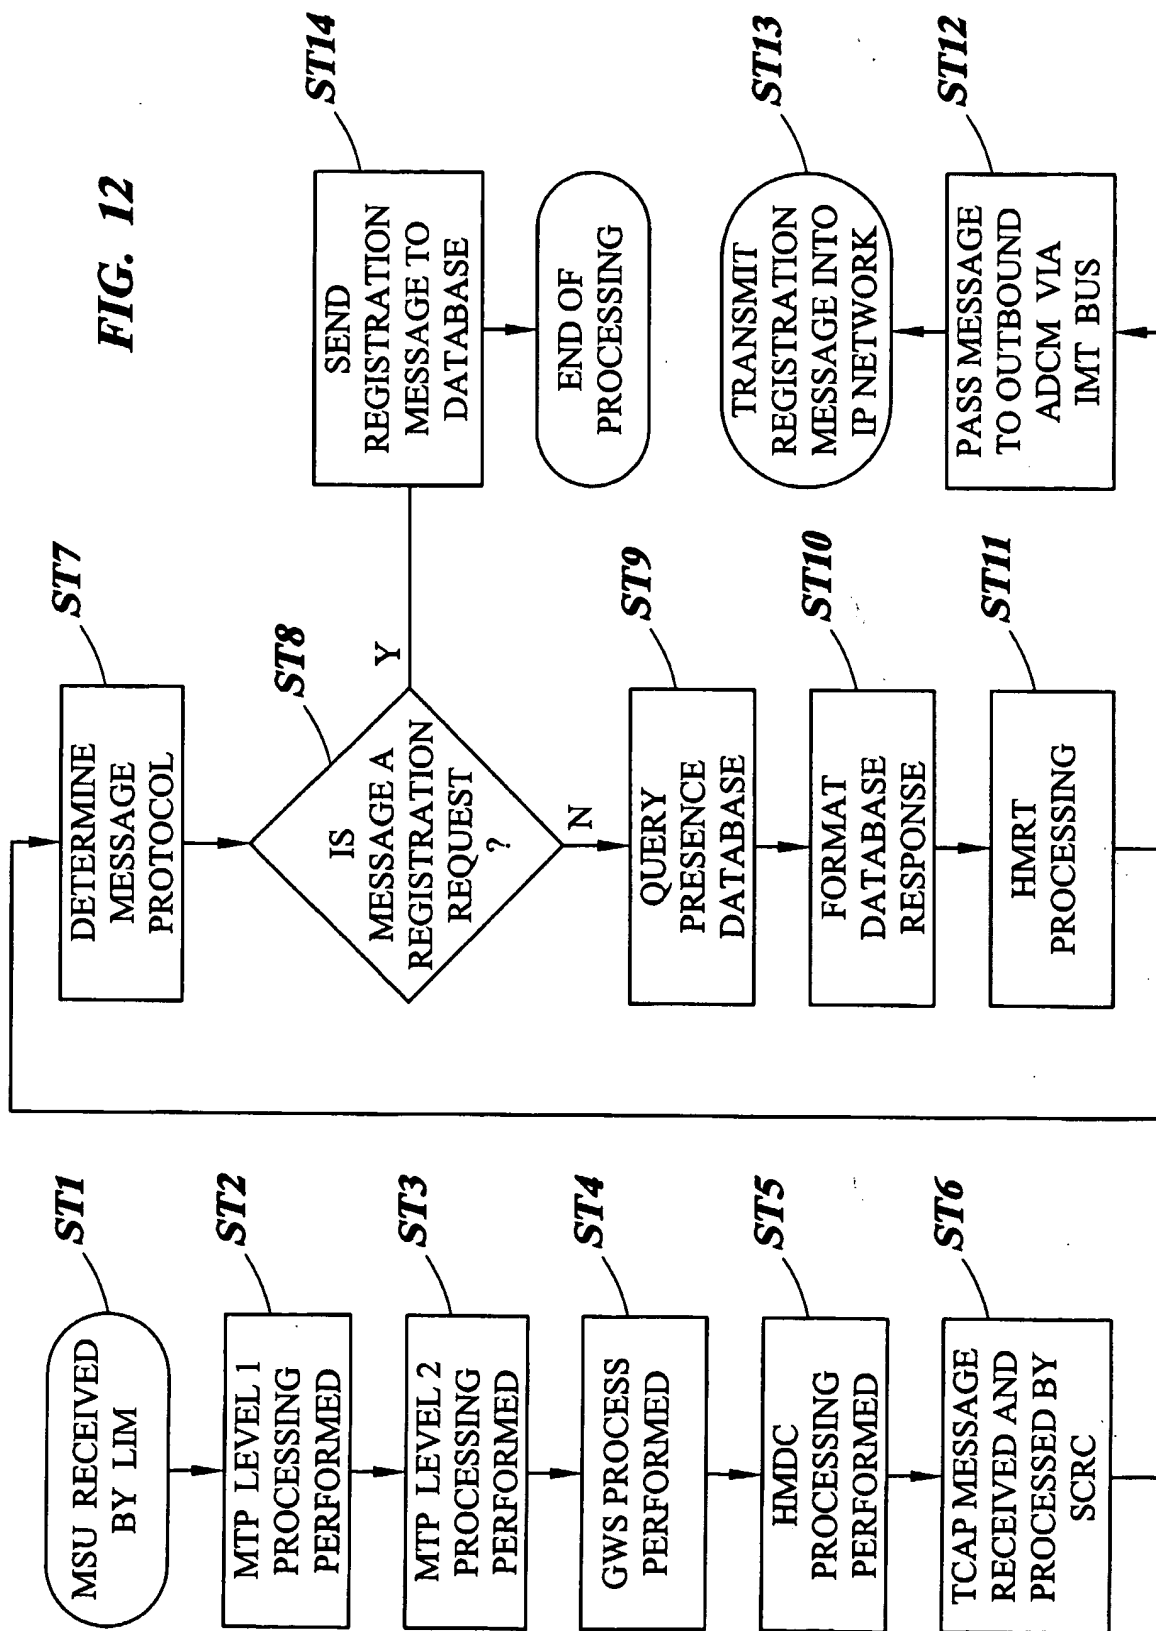 FIG. 12
ST1
MSU RECEIVED
BY LIM
ST2
MTP LEVEL 1
PROCESSING
PERFORMED
ST3
MTP LEVEL 2
PROCESSING
PERFORMED
ST4
GWS PROCESS
PERFORMED
ST5
HMDC
PROCESSING
PERFORMED
ST6
TCAP MESSAGE
RECEIVED AND
PROCESSED BY
SCRC
ST7
DETERMINE
MESSAGE
PROTOCOL
ST8
IS
MESSAGE A
REGISTRATION
REQUEST
?
Y
N
ST9
QUERY
PRESENCE
DATABASE
ST10
FORMAT
DATABASE
RESPONSE
ST11
HMRT
PROCESSING
ST14
SEND
REGISTRATION
MESSAGE TO
DATABASE
END OF
PROCESSING
ST13
TRANSMIT
REGISTRATION
MESSAGE INTO
IP NETWORK
ST12
PASS MESSAGE
TO OUTBOUND
ADCM VIA
IMT BUS